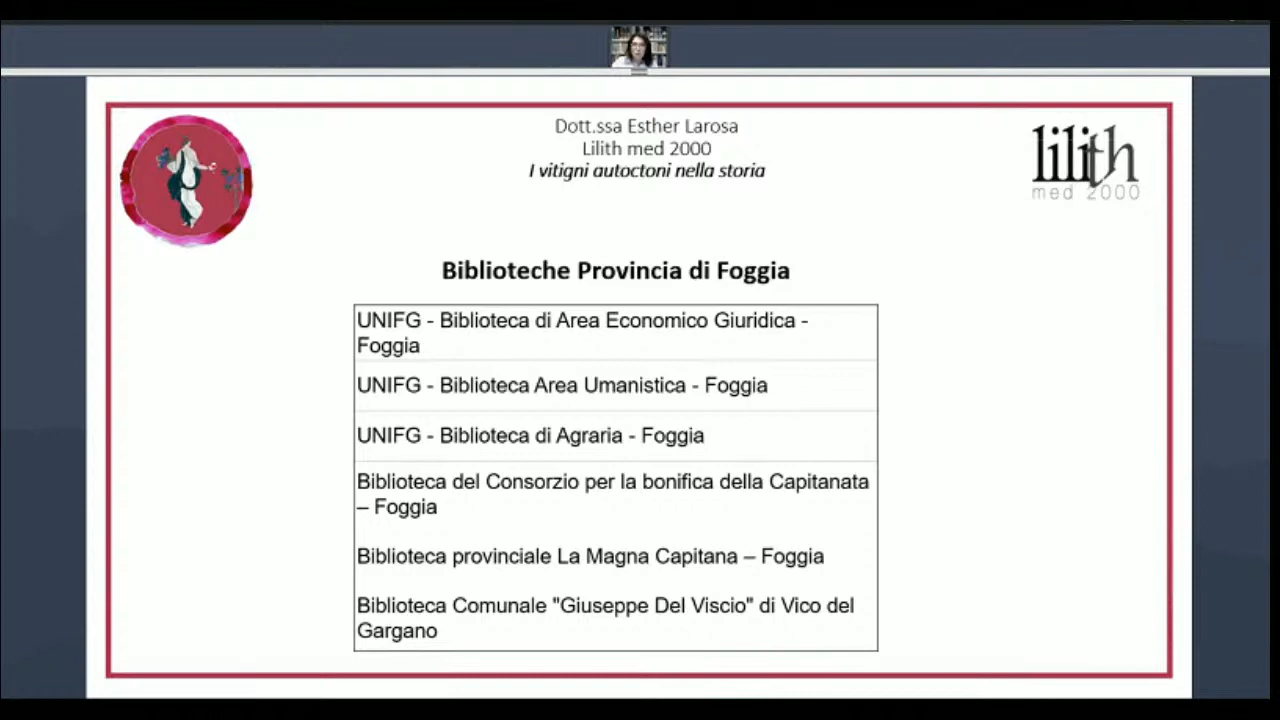 Dott.ssa Esther Larosa
Lilith med 2000
I vitigni autoctoni nella storia
lilith
med 2000
Biblioteche Provincia di Foggia
UNIFG - Biblioteca di Area Economico Giuridica -
Foggia
UNIFG - Biblioteca Area Umanistica - Foggia
UNIFG - Biblioteca di Agraria - Foggia
Biblioteca del Consorzio per la bonifica della Capitanata
– Foggia
Biblioteca provinciale La Magna Capitana – Foggia
Biblioteca Comunale "Giuseppe Del Viscio" di Vico del
Gargano